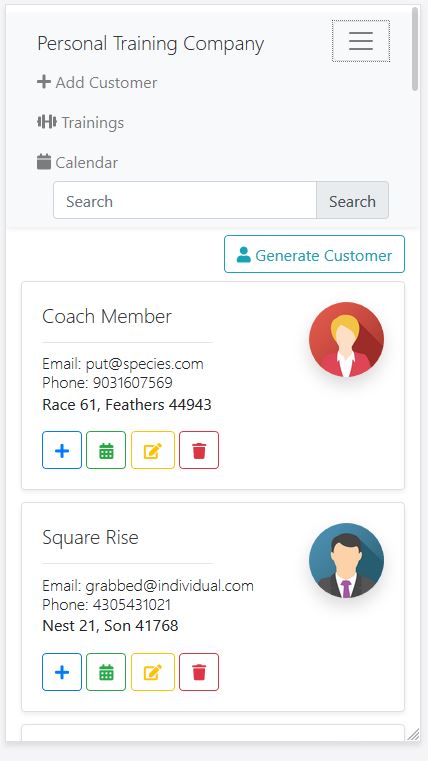 Personal Training Company
Add Customer
Trainings
Calendar
Search Search
Generate Customer
Coach Member
Email: put@species.com
Phone: 9031607569
Race 61, Feathers 44943
Square Rise
Email: grabbed@individual.com
Phone: 4305431021
Nest 21, Son 41768